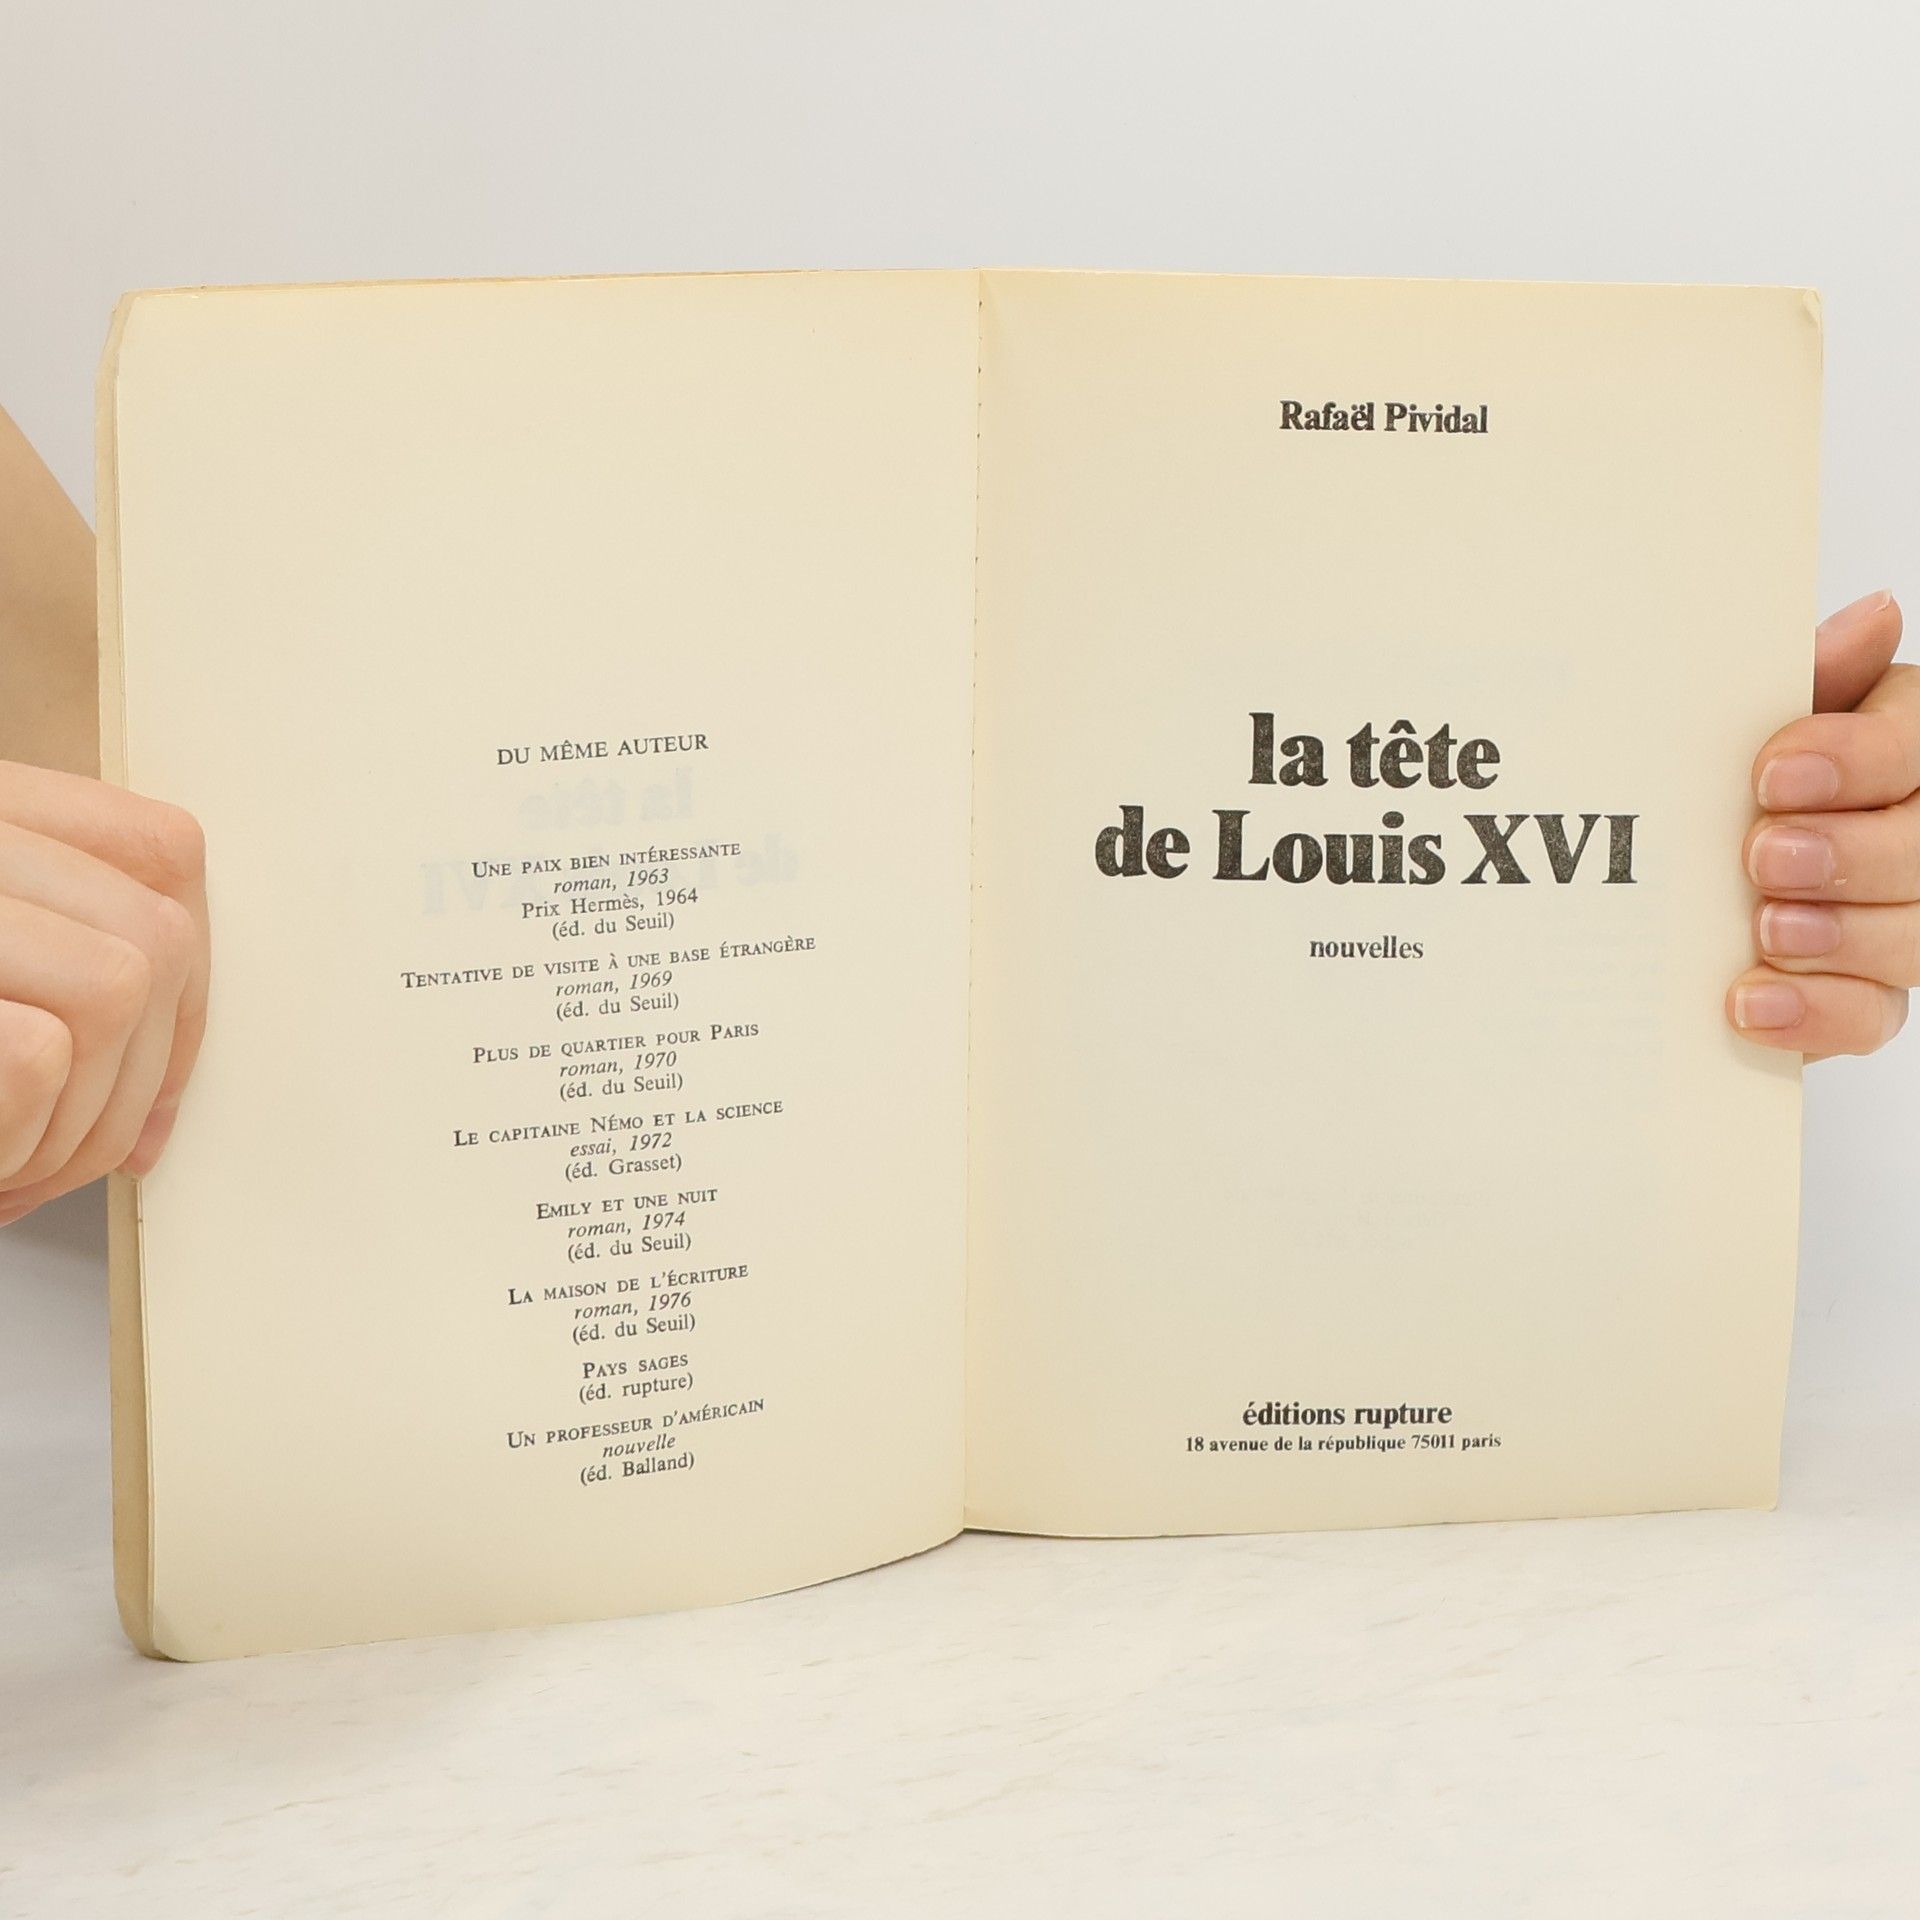 DU MÊME AUTEUR
UNE PAIX BIEN INTÉRESSANTE
roman, 1963
Prix Hermès, 1964
(éd. du Seuil)
TENTATIVE DE VISITE À UNE BASE ÉTRANGÈRE
roman, 1969
(éd. du Seuil)
PLUS DE QUARTIER POUR PARIS
roman, 1970
(éd. du Seuil)
LE CAPITAINE NÉMO ET LA SCIENCE
essai, 1972
(éd. Grasset)
EMILY ET UNE NUIT
roman, 1974
(éd. du Seuil)
LA MAISON DE L'ÉCRITURE
roman, 1976
(éd. du Seuil)
PAYS SAGES
(éd. rupture)
UN PROFESSEUR D'AMÉRICAIN
nouvelle
(éd. Balland)
Rafaël Pividal
la tête
de Louis XVI
nouvelles
éditions rupture
18 avenue de la république 75011 paris